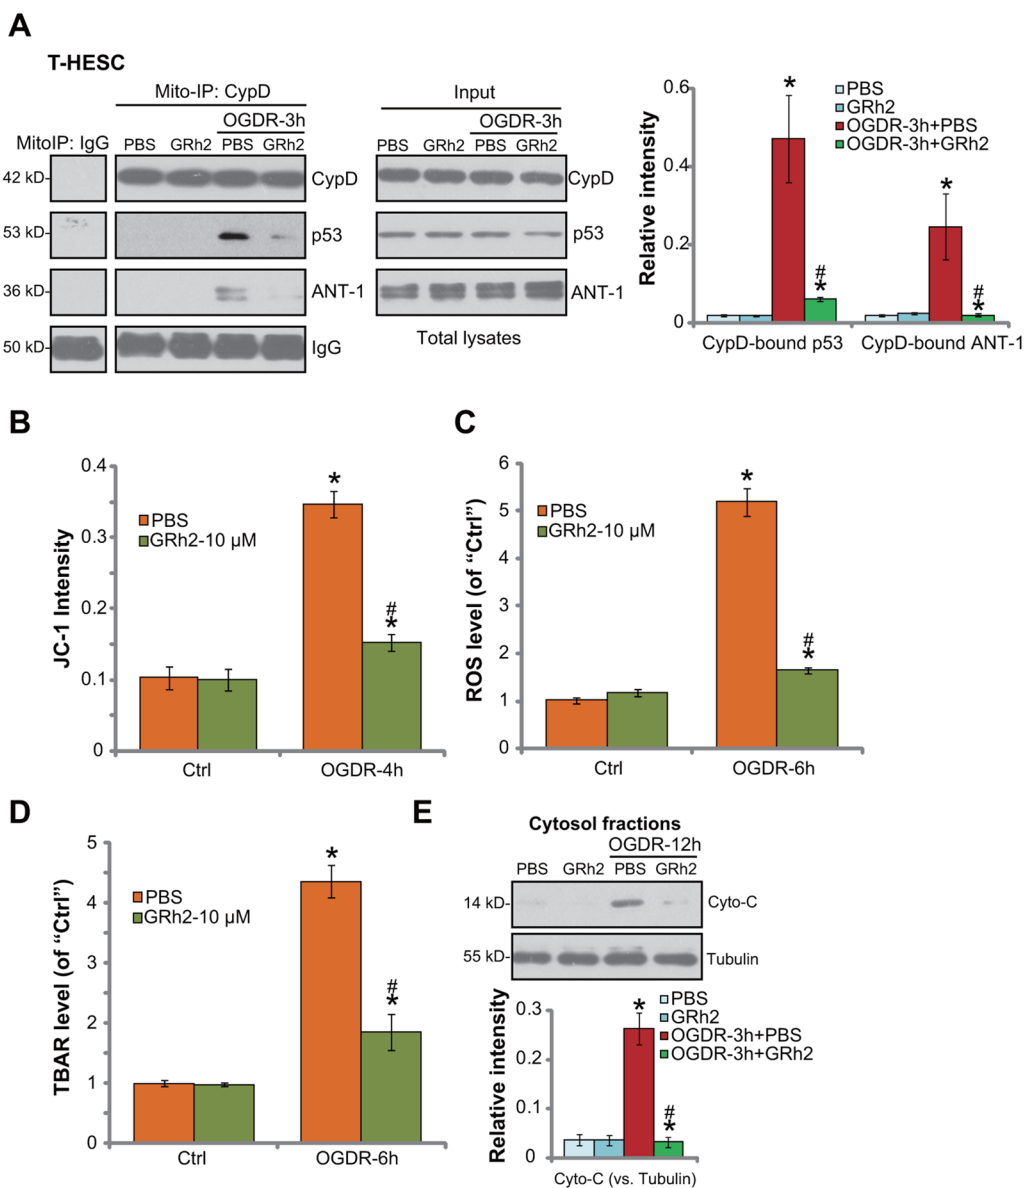 A
T-HESC
Mito-IP: CypD
OGDR-3h
MitoIP: IgG PBS GRh2 PBS GRh2
42 kD- CypD
53 kD- p53
36 kD- ANT-1
50 kD- IgG
Input
OGDR-3h
PBS GRh2 PBS GRh2
CypD
p53
ANT-1
Total lysates
Relative intensity
0.6
0.4
0.2
0
PBS
GRh2
OGDR-3h+PBS
OGDR-3h+GRh2
*
# *
*
# *
CypD-bound p53 CypD-bound ANT-1
B
JC-1 Intensity
0.4
0.3
0.2
0.1
0
PBS
GRh2-10 µM
*
#
*
Ctrl OGDR-4h
C
ROS level (of “Ctrl”)
6
5
4
3
2
1
0
PBS
GRh2-10 µM
*
#
*
Ctrl OGDR-6h
D
TBAR level (of “Ctrl”)
5
4
3
2
1
0
PBS
GRh2-10 µM
*
#
*
Ctrl OGDR-6h
E
Cytosol fractions
OGDR-12h
PBS GRh2 PBS GRh2
14 kD- Cyto-C
55 kD- Tubulin
Relative intensity
0.3
0.2
0.1
0
PBS
GRh2
OGDR-3h+PBS
OGDR-3h+GRh2
*
#
*
Cyto-C (vs. Tubulin)